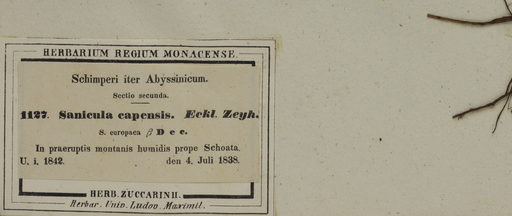 HERBARIUM REGIUM MONACENSE
Schimperi iter Abyssinicum.
Sectio secunda.
1127. Sanicula capensis. Eckl. Zeyh.
S. europaea β D e c.
In praeruptis montanis humidis prope Schoata.
U. i. 1842. den 4. Juli 1838.
HERB. ZUCCARINII.
Herbar. Univ. Ludov. Maximil.